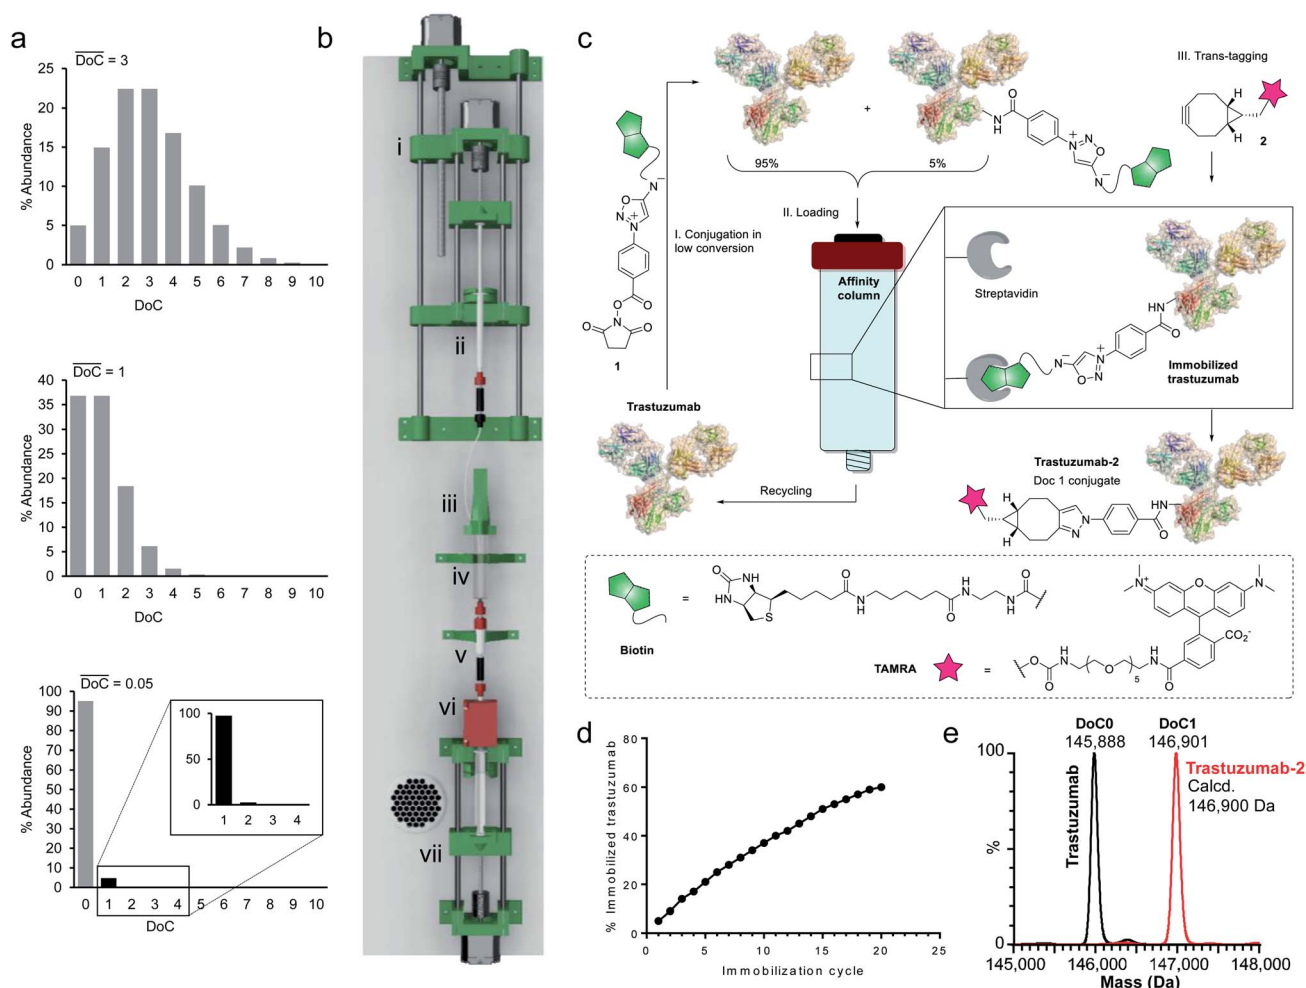 a
DoC = 3
% Abundance
25
20
15
10
5
0
0 1 2 3 4 5 6 7 8 9 10
DoC
DoC = 1
% Abundance
40
35
30
25
20
15
10
5
0
0 1 2 3 4 5 6 7 8 9 10
DoC
DoC = 0.05
% Abundance
100
90
80
70
60
50
40
30
20
10
0
0 1 2 3 4 5 6 7 8 9 10
DoC
100
50
0
1 2 3 4
b
i
ii
iii
iv
v
vi
vii
c
I. Conjugation in
low conversion
1
+
95%
5%
II. Loading
III. Trans-tagging
2
Affinity
column
Streptavidin
Immobilized
trastuzumab
Trastuzumab
Recycling
Trastuzumab-2
Doc 1 conjugate
Biotin
=
TAMRA
=
d
% Immobilized trastuzumab
80
60
40
20
0
0 5 10 15 20 25
Immobilization cycle
e
DoC0
145,888
DoC1
146,901
Trastuzumab
Trastuzumab-2
Calcd.
146,900 Da
100
%
0
145,000 146,000 147,000 148,000
Mass (Da)